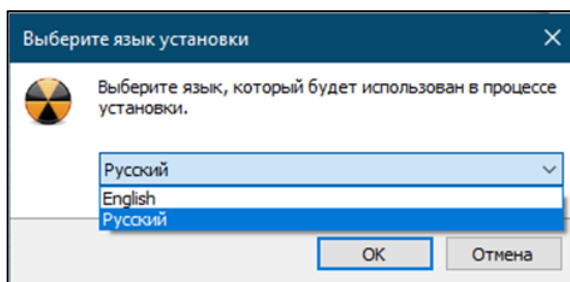 Выберите язык установки
Выберите язык, который будет использован в процессе
установки.
Русский
English
Русский
OK
Отмена